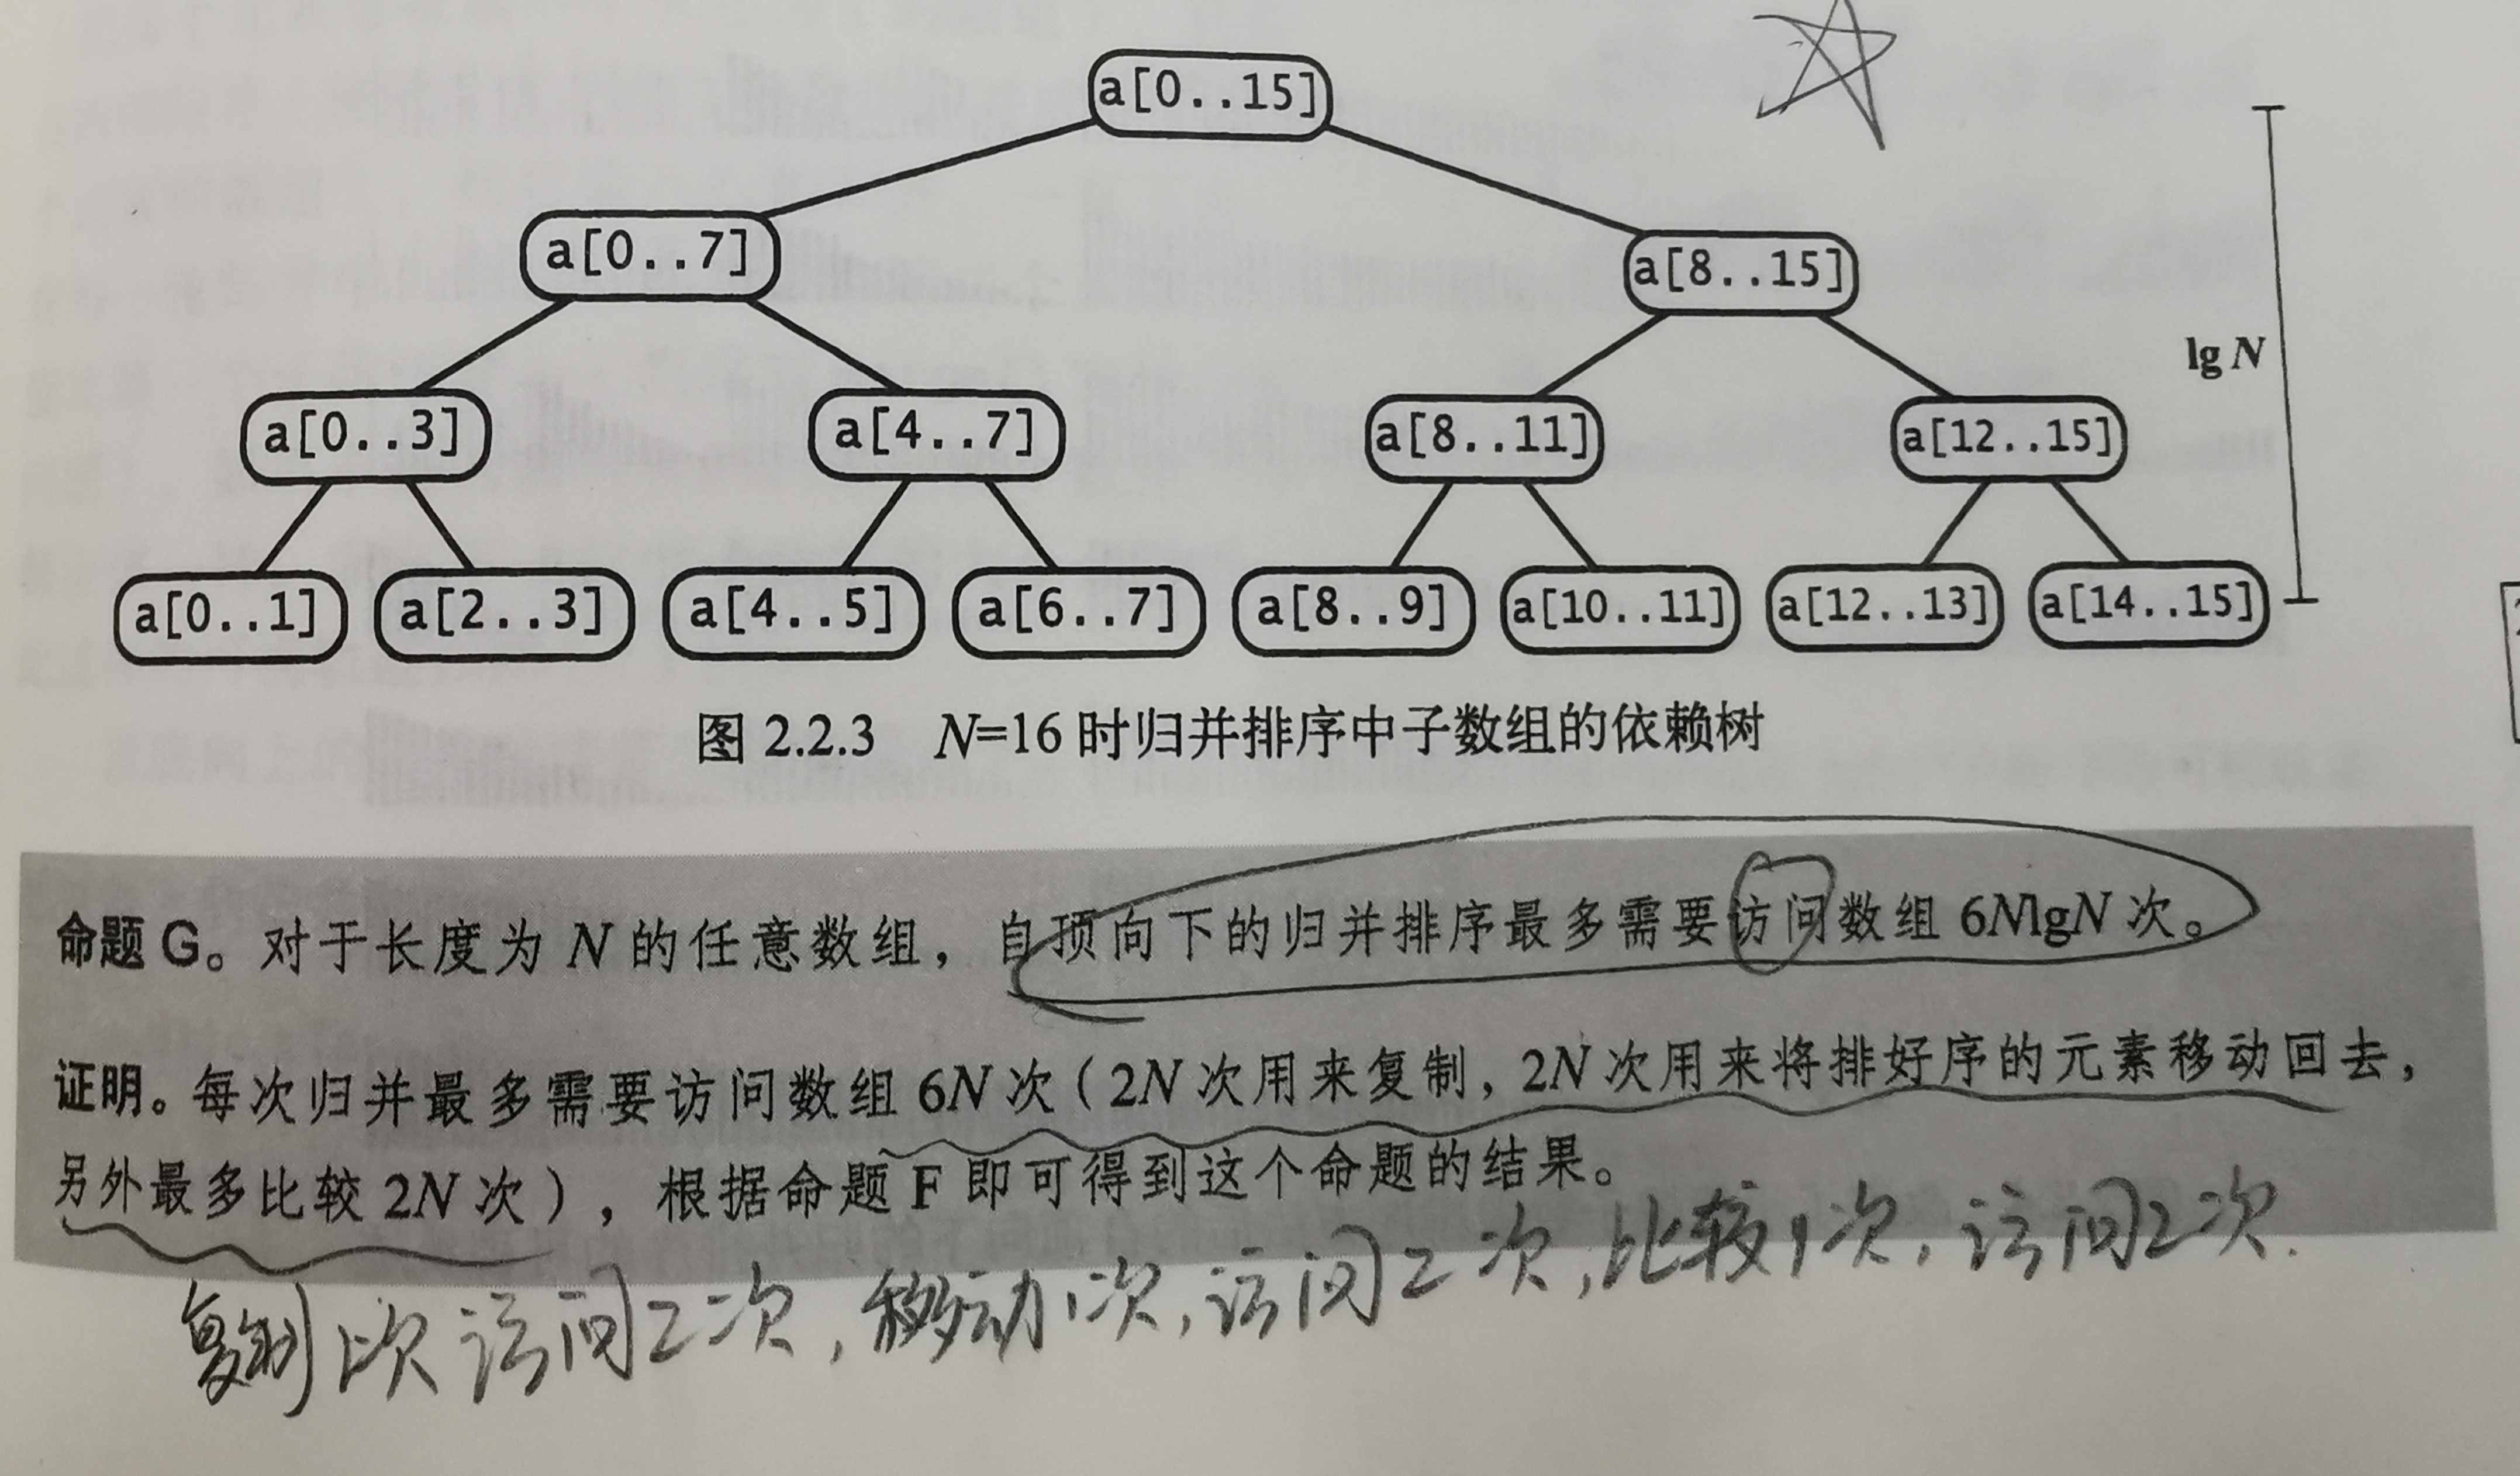 a[0..15]
a[0..7]
a[8..15]
lg N
a[0..3] a[4..7] a[8..11] a[12..15]
a[0..1] a[2..3] a[4..5] a[6..7] a[8..9] a[10..11] a[12..13] a[14..15]
图 2.2.3 N=16 时归并排序中子数组的依赖树
命题 G。对于长度为 N 的任意数组，自顶向下的归并排序最多需要访问数组 6NlgN 次。
证明。每次归并最多需要访问数组 6N 次（2N 次用来复制，2N 次用来将排好序的元素移动回去，
另外最多比较 2N 次），根据命题 F 即可得到这个命题的结果。
复制1次访问2次，移动1次，访问2次，比较1次，访问2次.